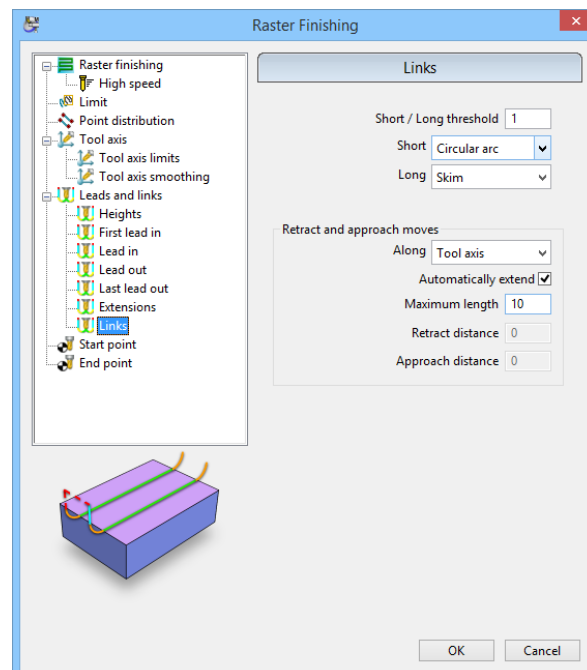 Raster Finishing
Raster finishing
High speed
Limit
Point distribution
Tool axis
Tool axis limits
Tool axis smoothing
Leads and links
Heights
First lead in
Lead in
Lead out
Last lead out
Extensions
Links
Start point
End point
Links
Short / Long threshold 1
Short Circular arc
Long Skim
Retract and approach moves
Along Tool axis
Automatically extend
Maximum length 10
Retract distance 0
Approach distance 0
OK Cancel